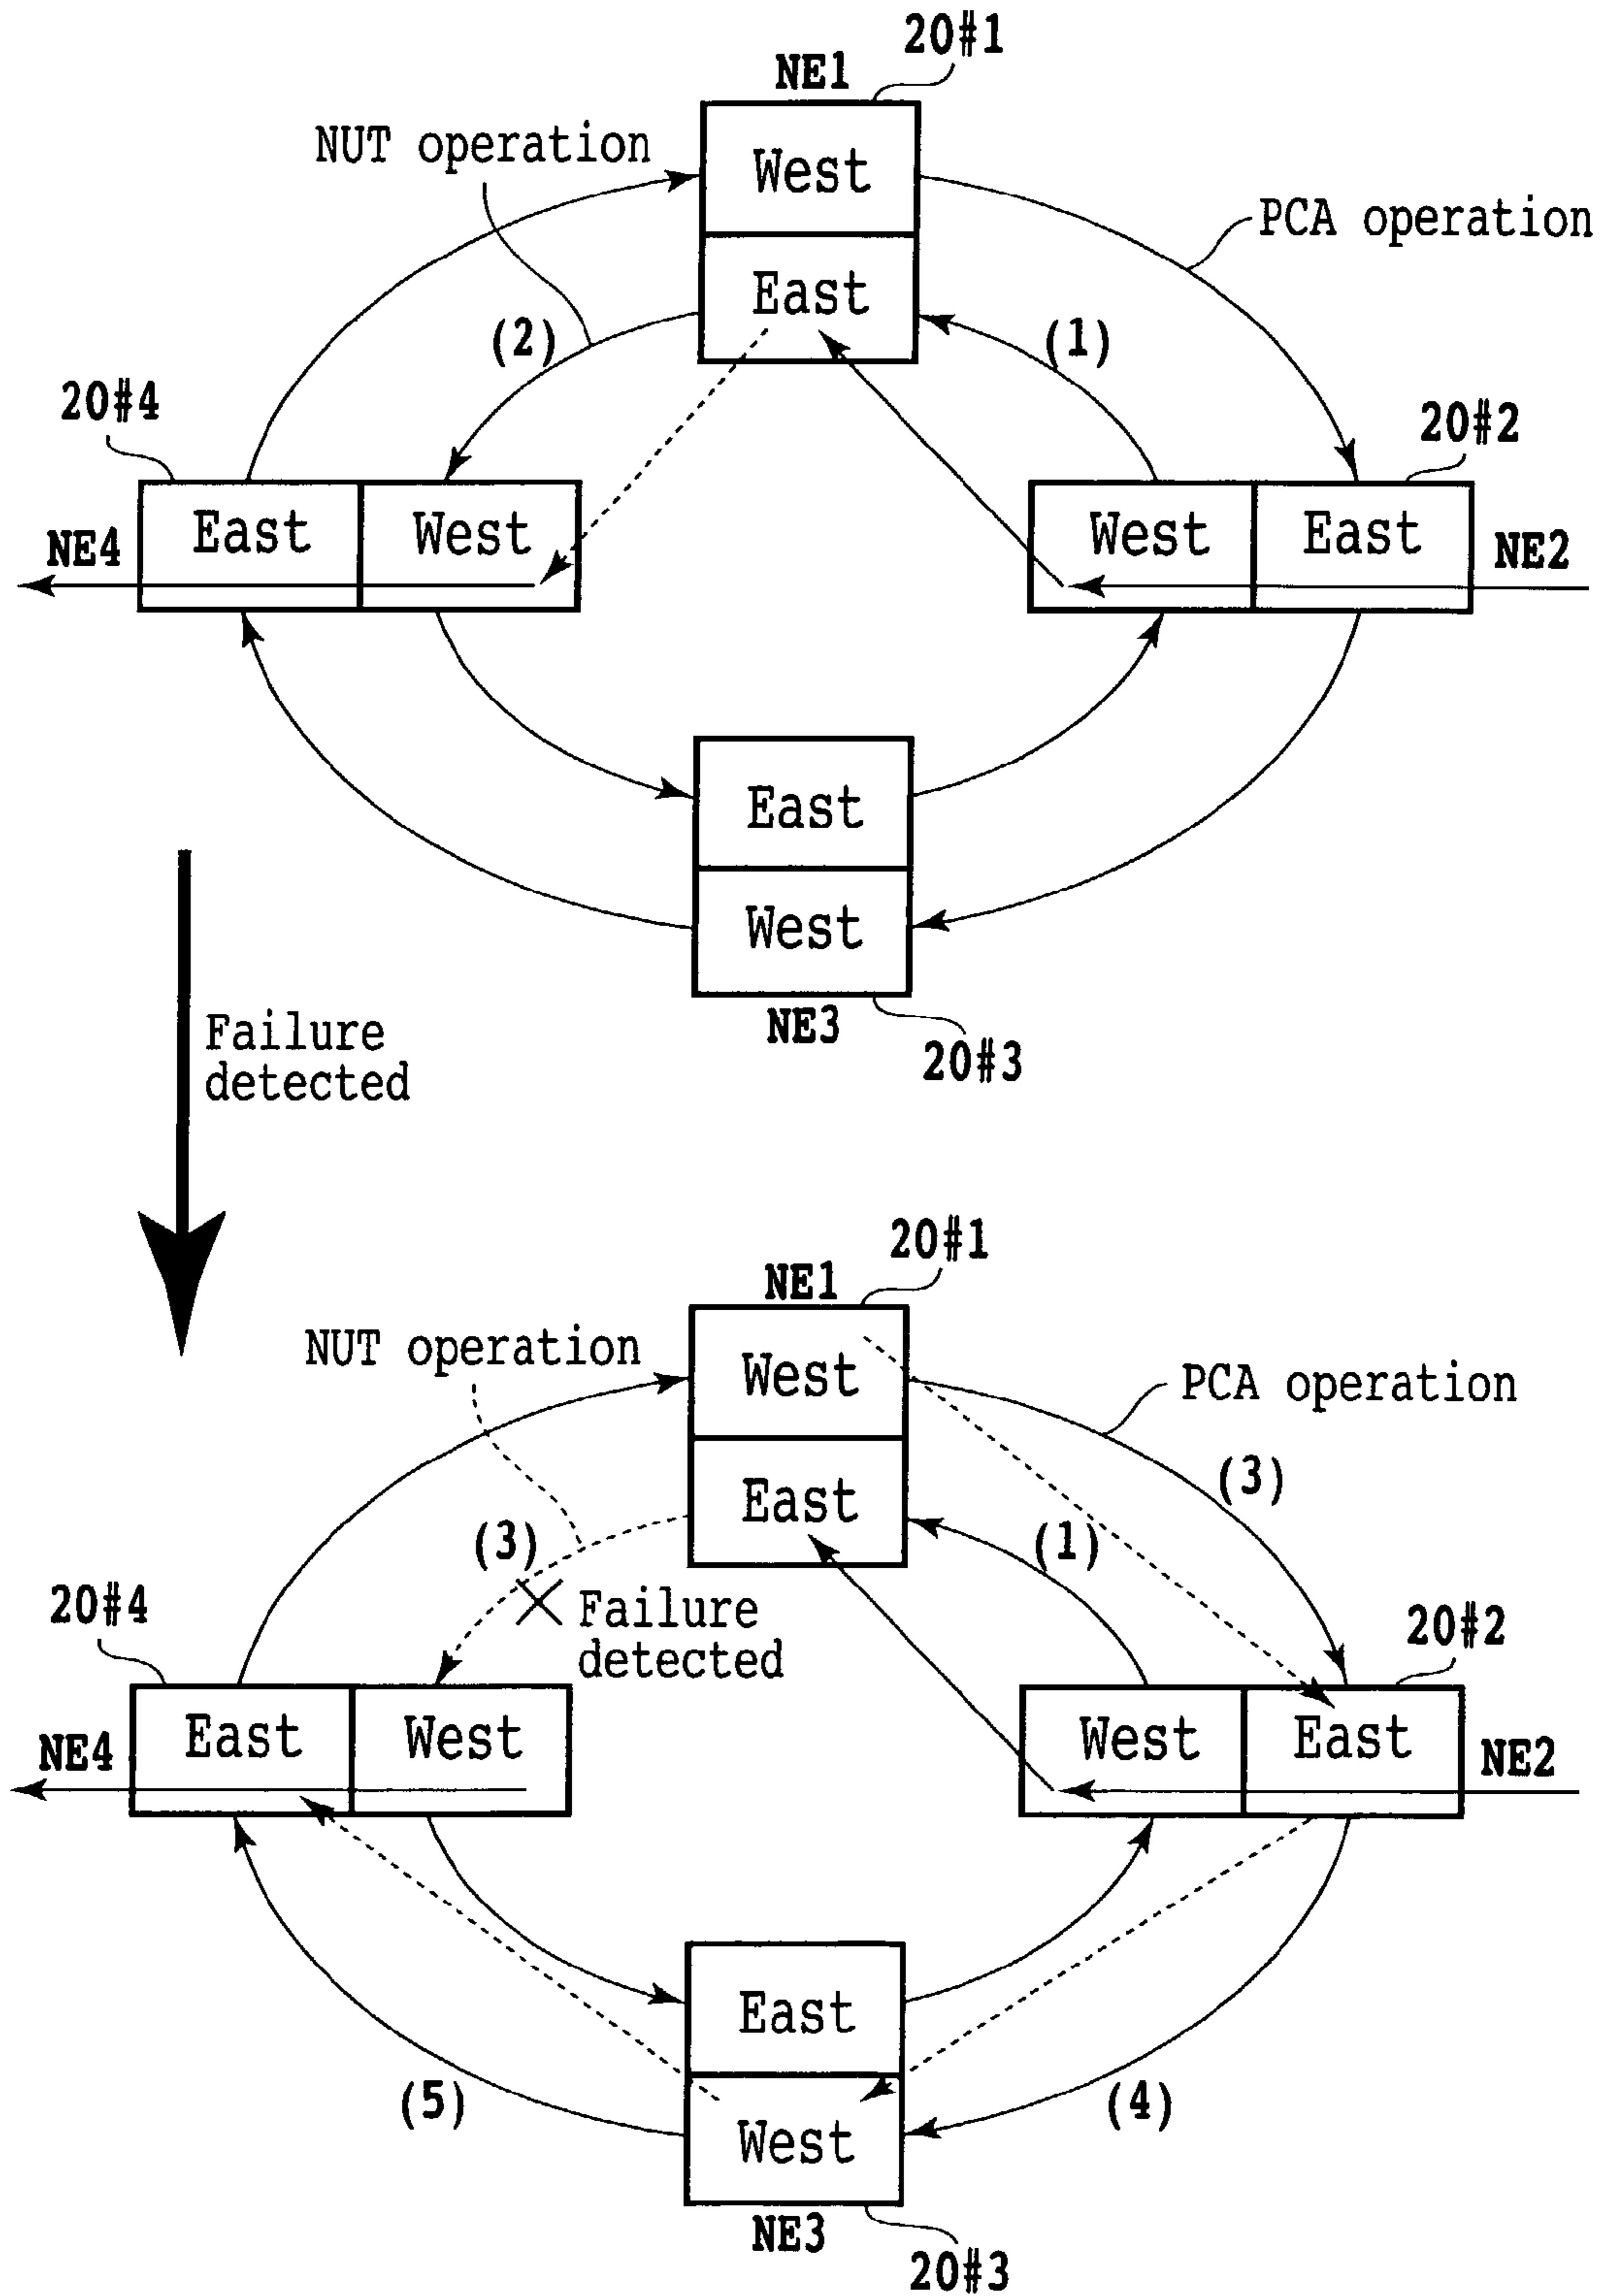 20#1
NE1
West
East
NUT operation
PCA operation
(2)
(1)
20#4
20#2
East
West
NE4
West
East
NE2
East
West
NE3
20#3
Failure
detected
20#1
NE1
West
East
NUT operation
PCA operation
(3)
(3)
(1)
Failure
detected
20#4
20#2
East
West
NE4
West
East
NE2
East
West
(5)
(4)
NE3
20#3